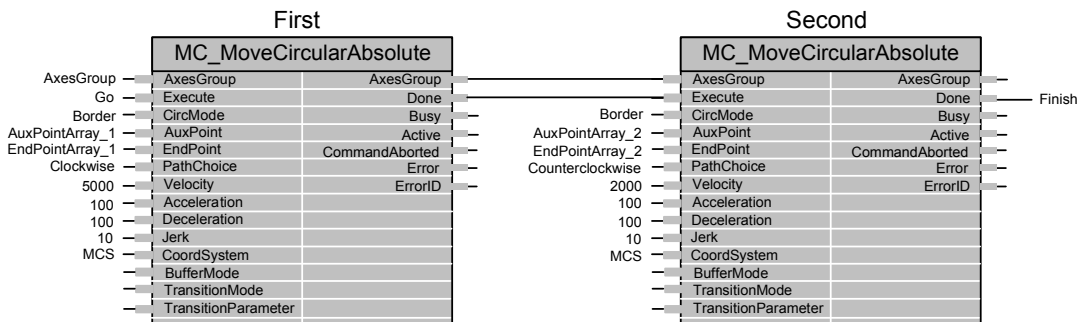 First
Second
MC_MoveCircularAbsolute
MC_MoveCircularAbsolute
AxesGroup AxesGroup AxesGroup AxesGroup AxesGroup
Go Execute Done Execute Done Finish
Border CircMode Busy Border CircMode Busy
AuxPointArray_1 AuxPoint Active AuxPointArray_2 AuxPoint Active
EndPointArray_1 EndPoint CommandAborted EndPointArray_2 EndPoint CommandAborted
Clockwise PathChoice Error Counterclockwise PathChoice Error
5000 Velocity ErrorID 2000 Velocity ErrorID
100 Acceleration 100 Acceleration
100 Deceleration 100 Deceleration
10 Jerk 10 Jerk
MCS CoordSystem MCS CoordSystem
BufferMode BufferMode
TransitionMode TransitionMode
TransitionParameter TransitionParameter